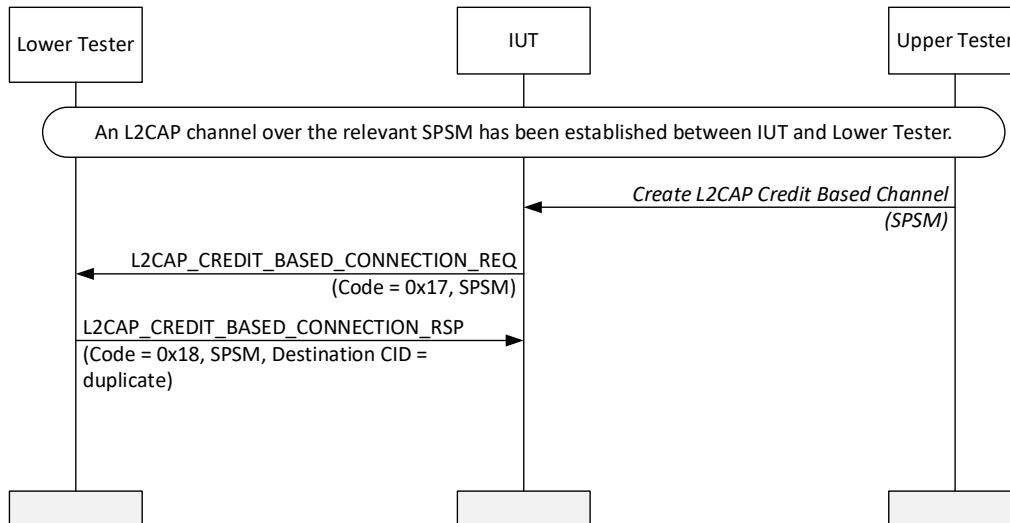 Lower Tester
IUT
Upper Tester
An L2CAP channel over the relevant SPSM has been established between IUT and Lower Tester.
Create L2CAP Credit Based Channel
(SPSM)
L2CAP_CREDIT_BASED_CONNECTION_REQ
(Code = 0x17, SPSM)
L2CAP_CREDIT_BASED_CONNECTION_RSP
(Code = 0x18, SPSM, Destination CID =
duplicate)